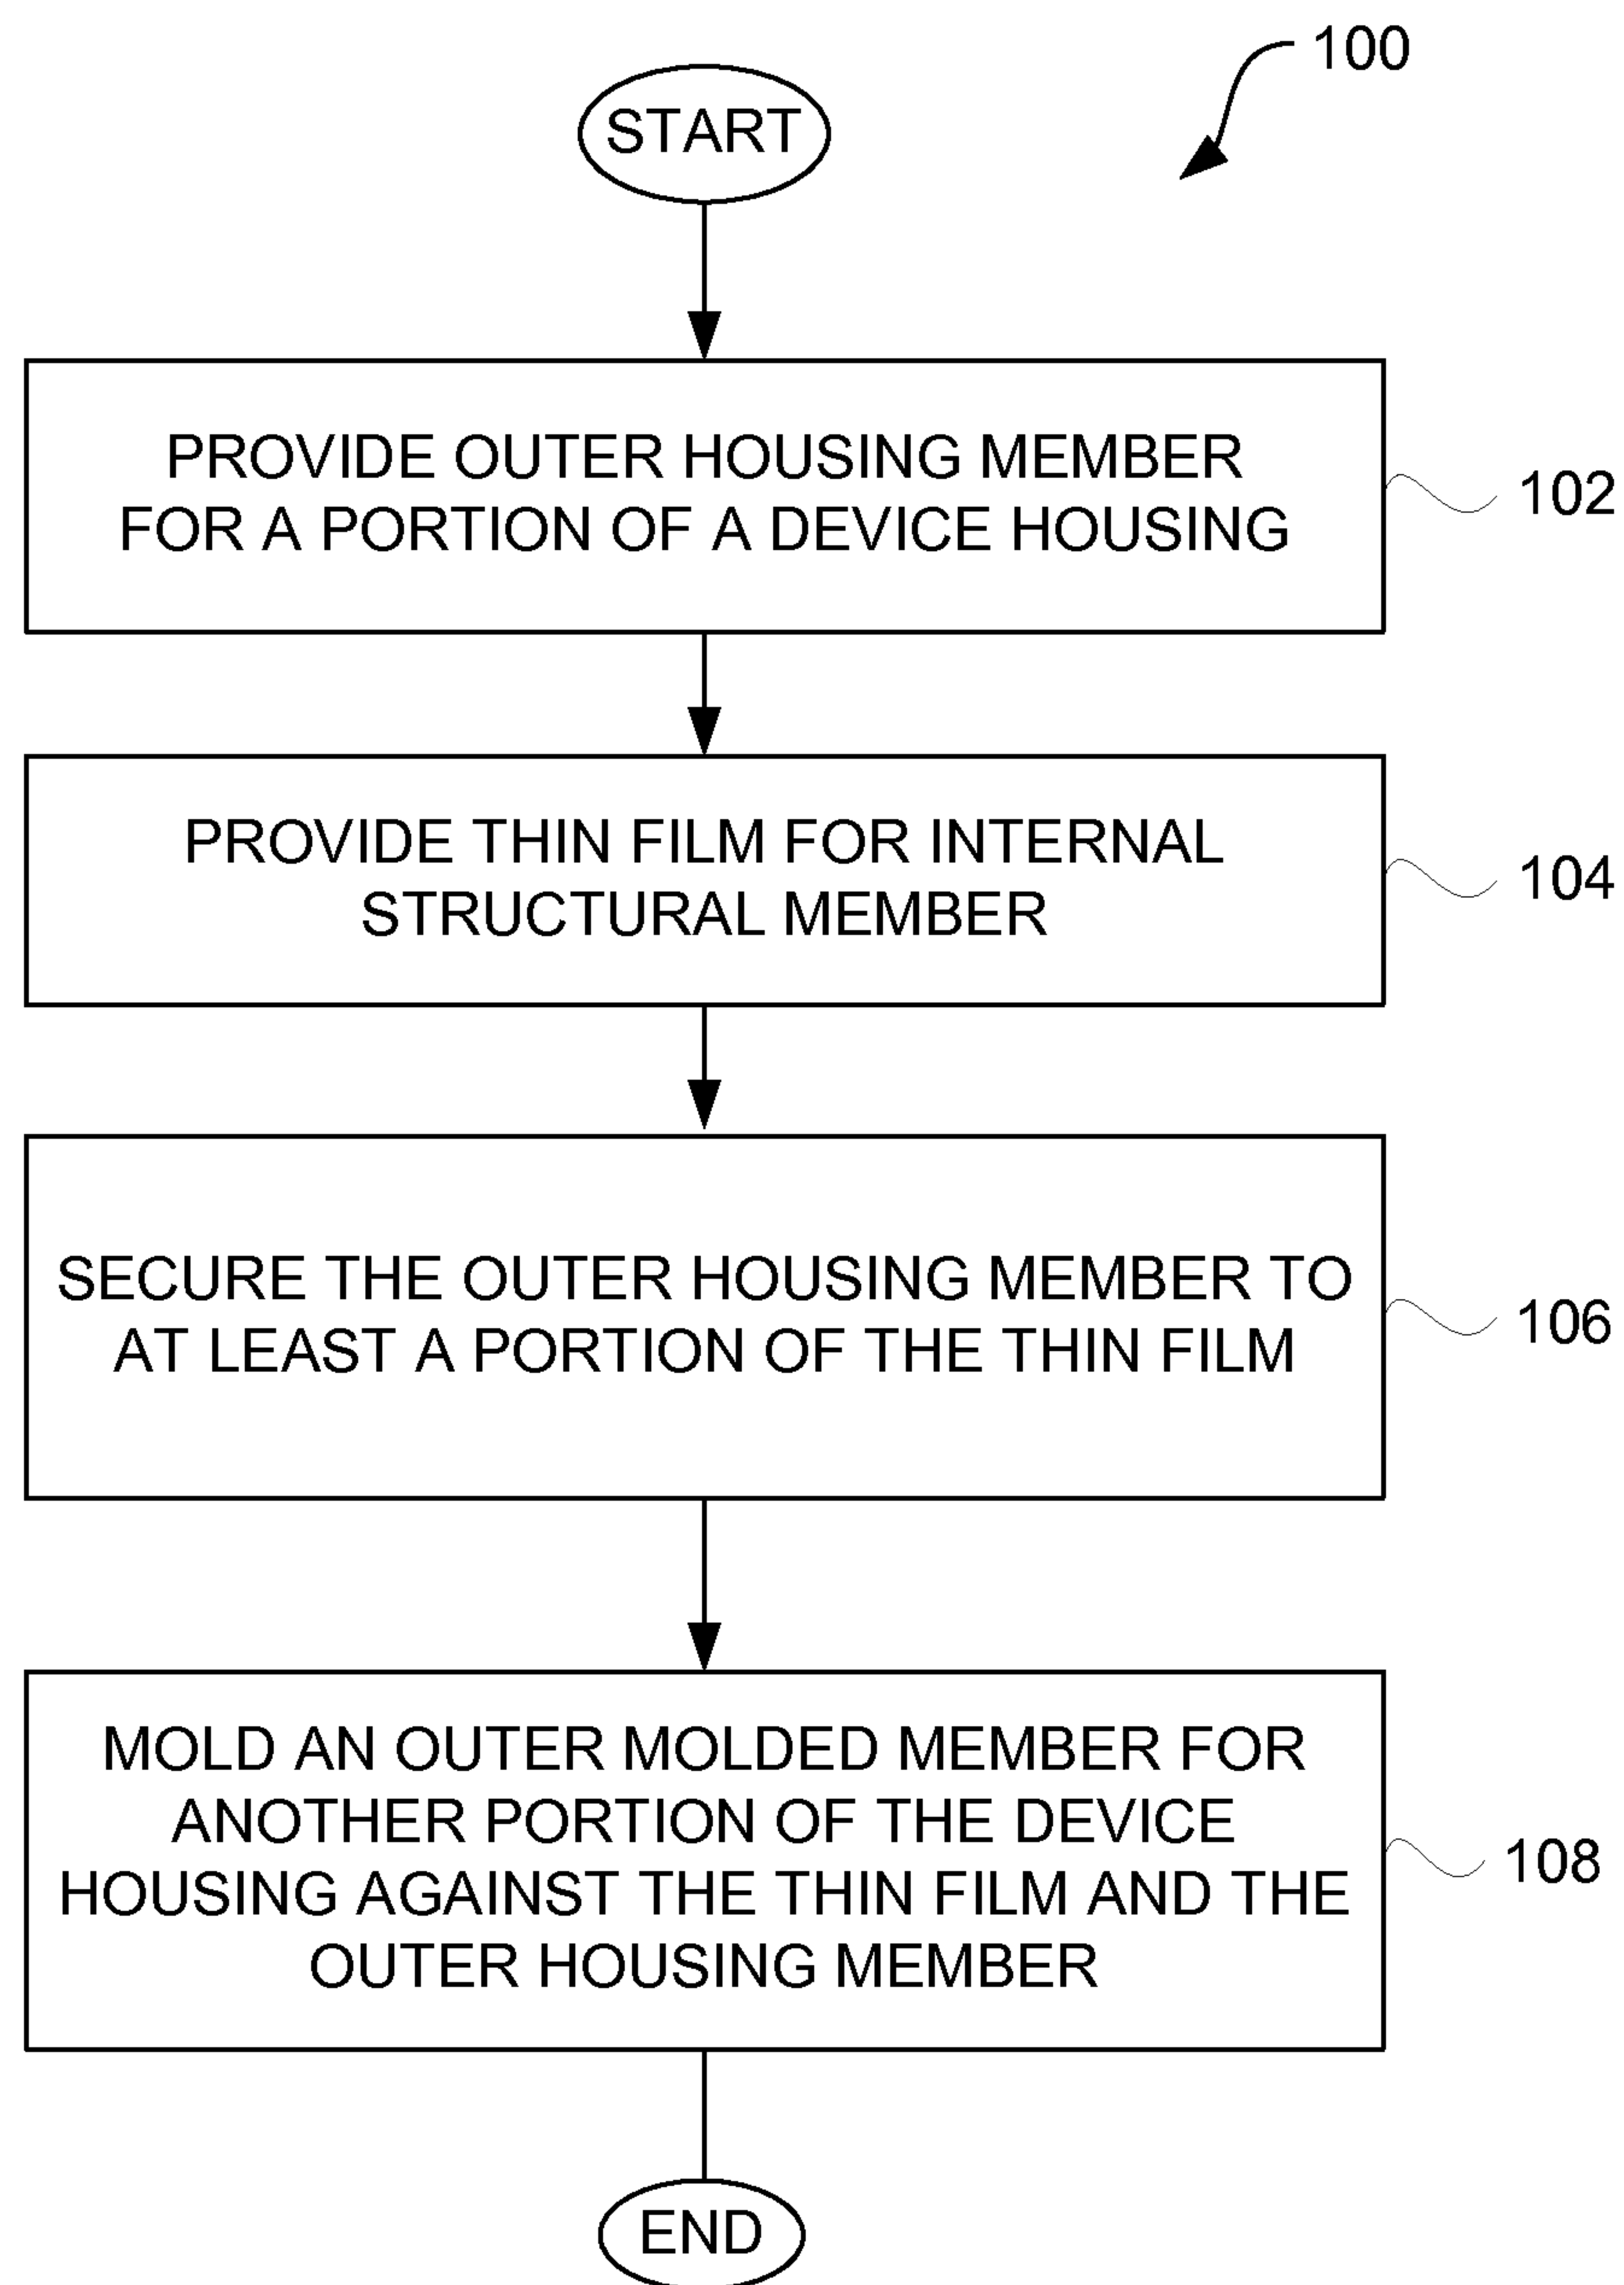 100
START
PROVIDE OUTER HOUSING MEMBER
FOR A PORTION OF A DEVICE HOUSING
102
PROVIDE THIN FILM FOR INTERNAL
STRUCTURAL MEMBER
104
SECURE THE OUTER HOUSING MEMBER TO
AT LEAST A PORTION OF THE THIN FILM
106
MOLD AN OUTER MOLDED MEMBER FOR
ANOTHER PORTION OF THE DEVICE
HOUSING AGAINST THE THIN FILM AND THE
OUTER HOUSING MEMBER
108
END